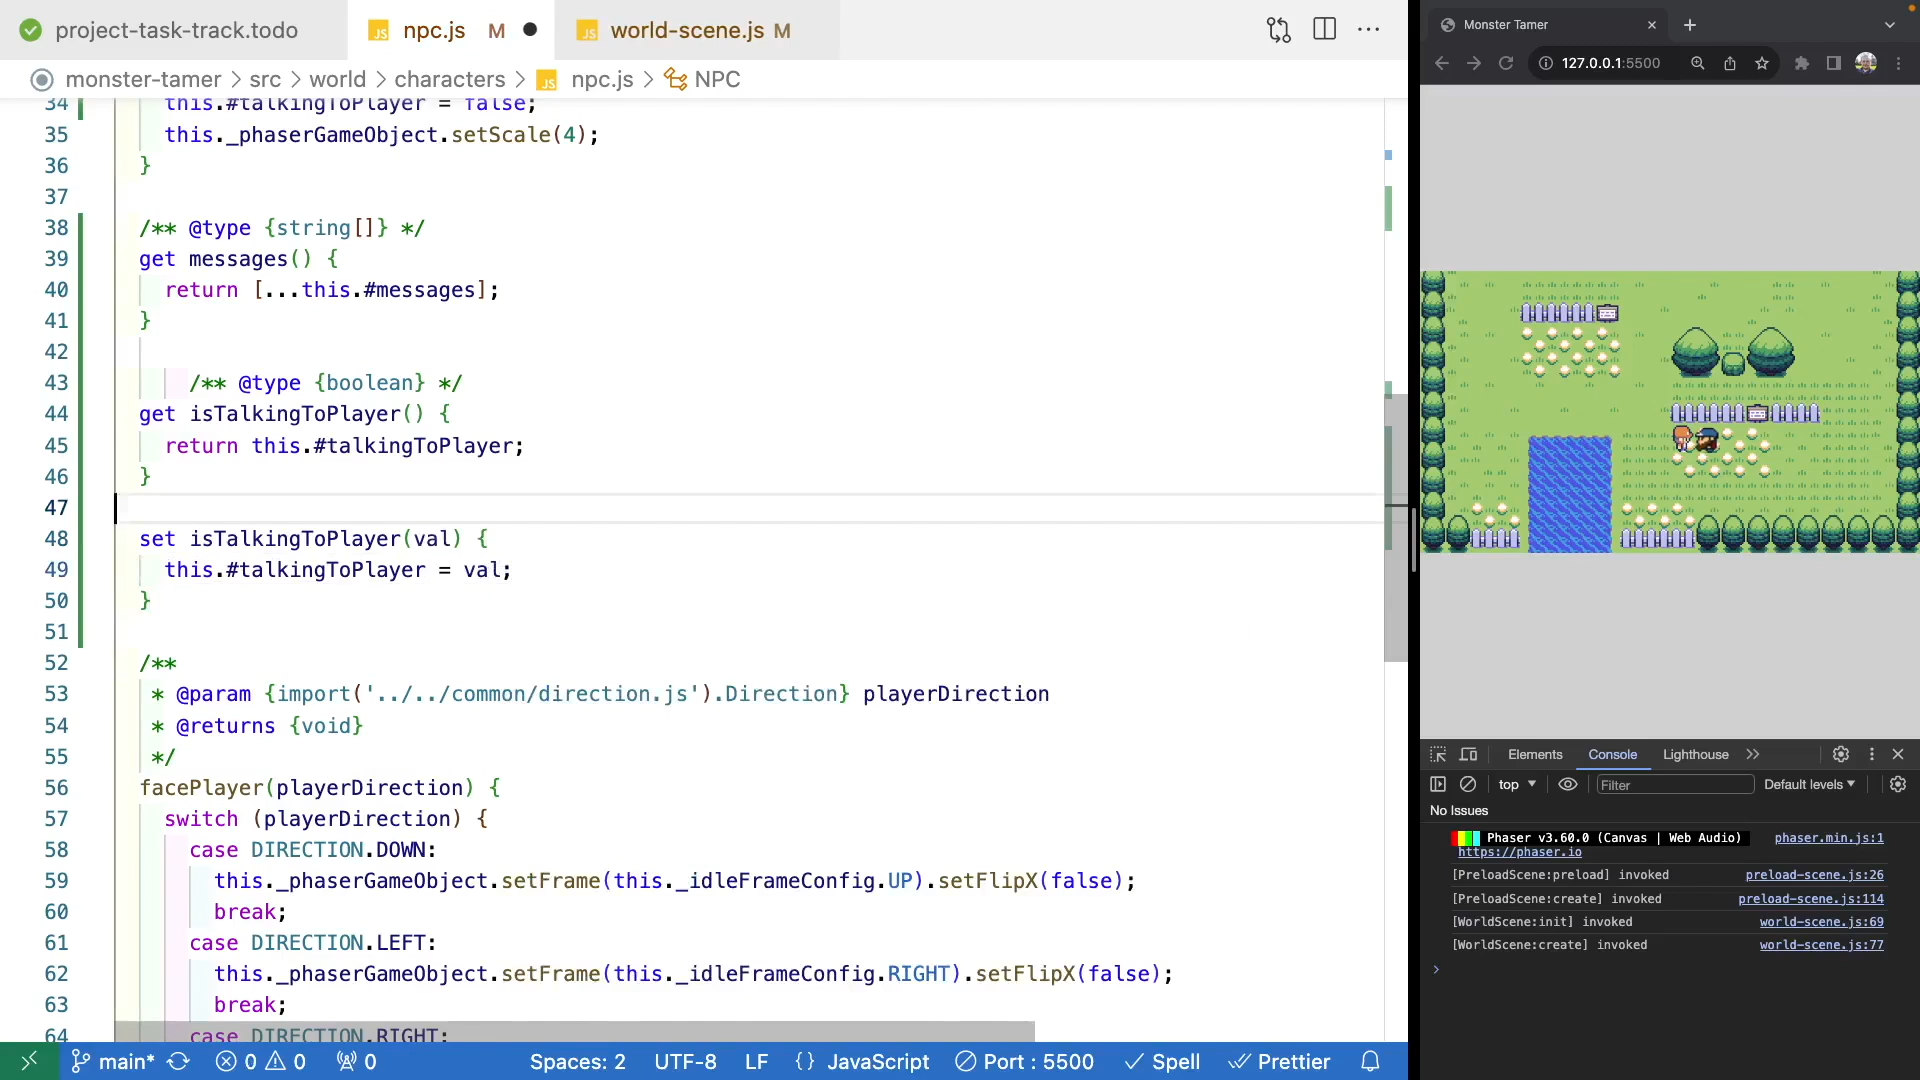 project-task-track.todo
npc.js M
world-scene.js M
monster-tamer > src > world > characters > npc.js > NPC
34 this.#talkingToPlayer = false;
35 this._phaserGameObject.setScale(4);
36 }
37
38 /** @type {string[]} */
39 get messages() {
40 return [...this.#messages];
41 }
42
43 /** @type {boolean} */
44 get isTalkingToPlayer() {
45 return this.#talkingToPlayer;
46 }
47
48 set isTalkingToPlayer(val) {
49 this.#talkingToPlayer = val;
50 }
51
52 /**
53 * @param {import('../../common/direction.js').Direction} playerDirection
54 * @returns {void}
55 */
56 facePlayer(playerDirection) {
57 switch (playerDirection) {
58 case DIRECTION.DOWN:
59 this._phaserGameObject.setFrame(this._idleFrameConfig.UP).setFlipX(false);
60 break;
61 case DIRECTION.LEFT:
62 this._phaserGameObject.setFrame(this._idleFrameConfig.RIGHT).setFlipX(false);
63 break;
64 case DIRECTION.RIGHT:
main* 0 0 0 Spaces: 2 UTF-8 LF {} JavaScript Port : 5500 Spell Prettier
Monster Tamer
127.0.0.1:5500
Elements Console Lighthouse
top Filter Default levels
No Issues
Phaser v3.60.0 (Canvas | Web Audio) phaser.min.js:1
https://phaser.io
[PreloadScene:preload] invoked preload-scene.js:26
[PreloadScene:create] invoked preload-scene.js:114
[WorldScene:init] invoked world-scene.js:69
[WorldScene:create] invoked world-scene.js:77